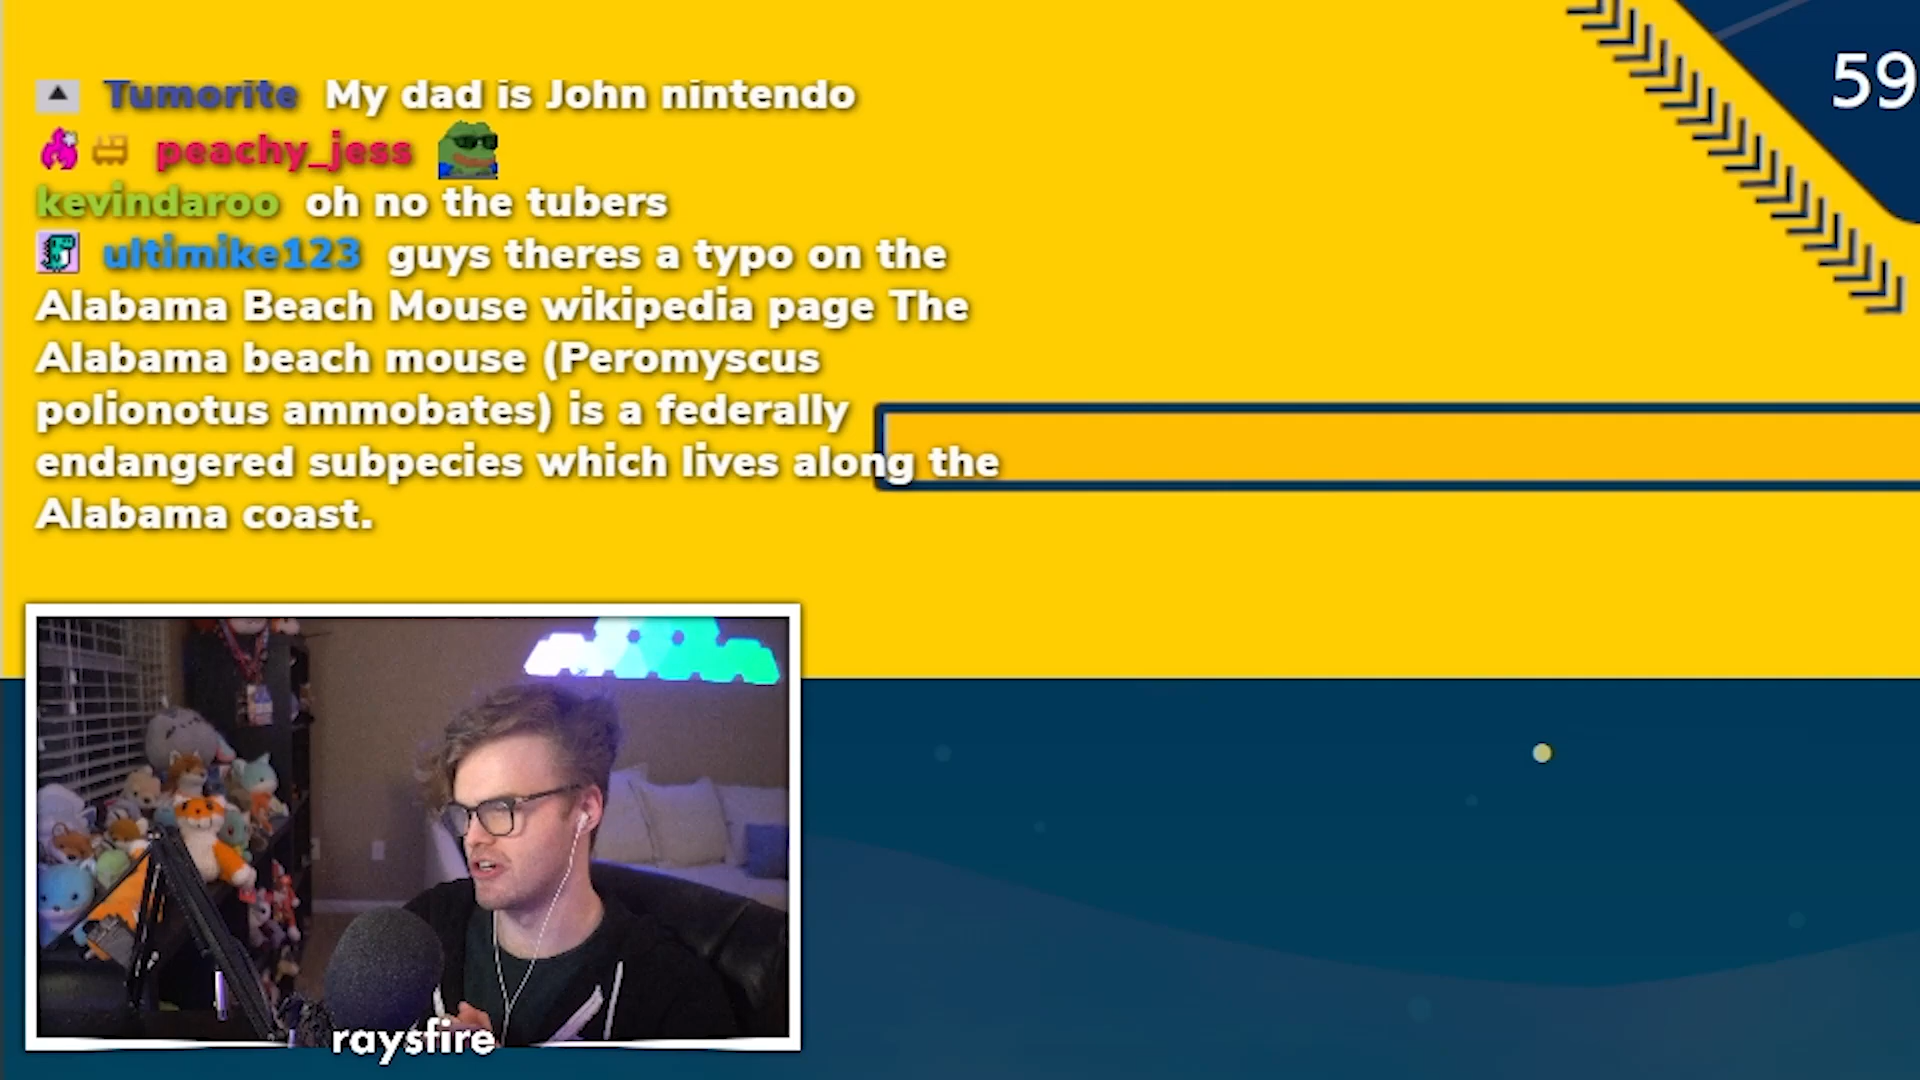 Tumorite My dad is John nintendo
peachy_jess
kevindaroo oh no the tubers
ultimike123 guys theres a typo on the
Alabama Beach Mouse wikipedia page The
Alabama beach mouse (Peromyscus
polionotus ammobates) is a federally
endangered subpecies which lives along the
Alabama coast.
59
raysfire